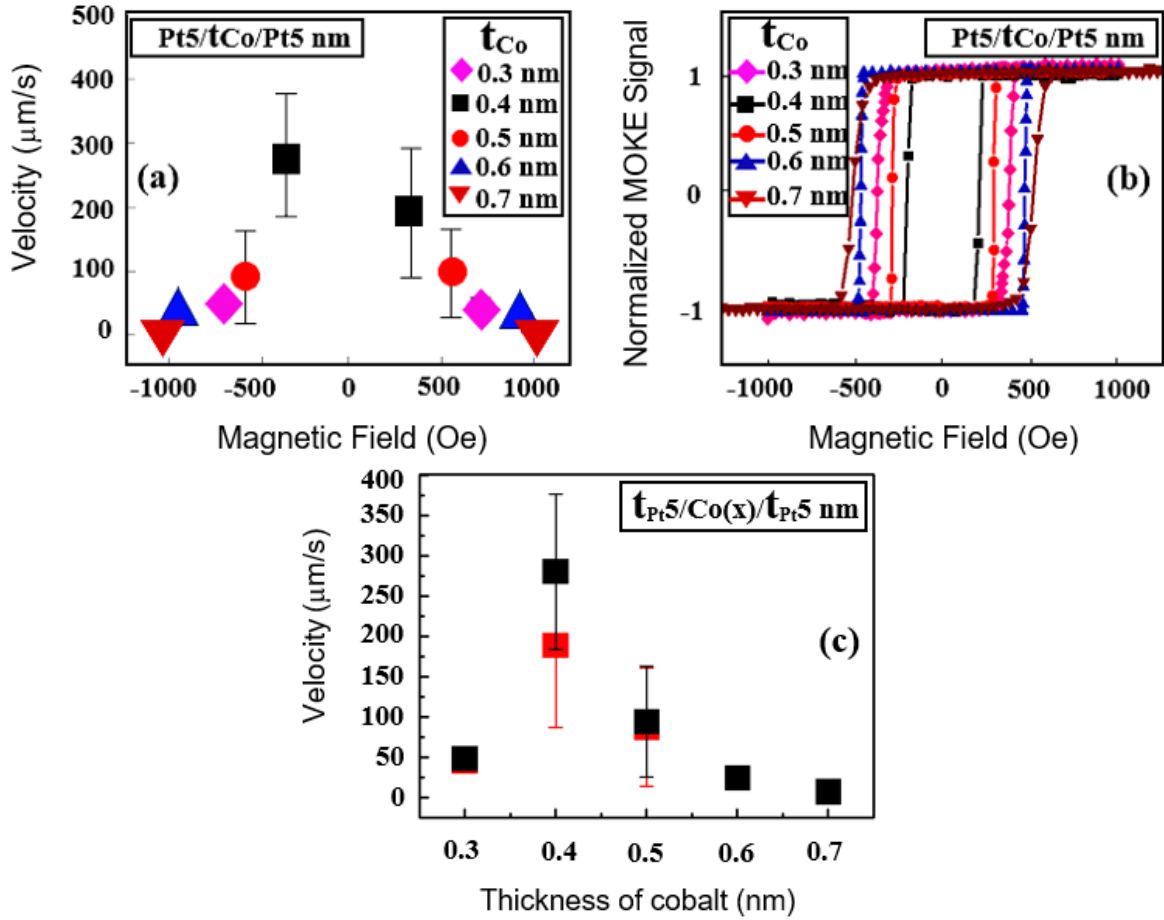 500
400
300
200
100
0
Velocity (μm/s)
Pt5/tCo/Pt5 nm
(a)
tCo
0.3 nm
0.4 nm
0.5 nm
0.6 nm
0.7 nm
-1000 -500 0 500 1000
Magnetic Field (Oe)
1
0
-1
Normalized MOKE Signal
tCo
0.3 nm
0.4 nm
0.5 nm
0.6 nm
0.7 nm
Pt5/tCo/Pt5 nm
(b)
-1000 -500 0 500 1000
Magnetic Field (Oe)
400
350
300
250
200
150
100
50
0
Velocity (μm/s)
tPt5/Co(x)/tPt5 nm
(c)
0.3 0.4 0.5 0.6 0.7
Thickness of cobalt (nm)